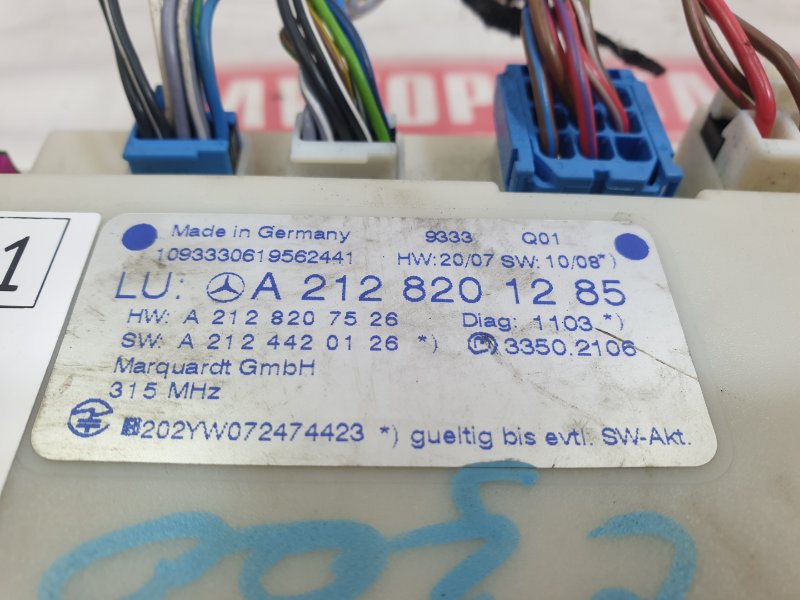 Made in Germany 9333 Q01
1093330619562441 HW: 20/07 SW: 10/08*)
1
LU: A 212 820 12 85
HW: A 212 820 75 26 Diag: 1103 *)
SW: A 212 442 01 26 *) 3350.2106
Marquardt GmbH
315 MHz
202YW072474423 *) gueltig bis evtl. SW-Akt.